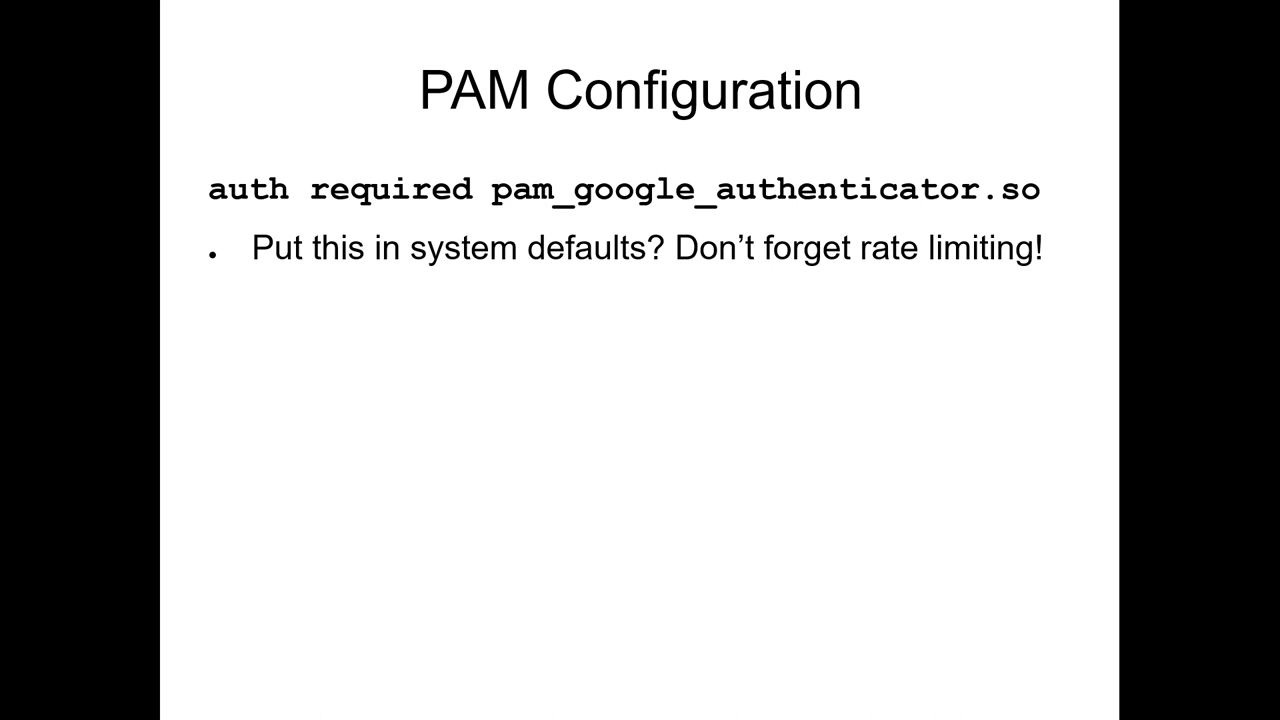 PAM Configuration
auth required pam_google_authenticator.so
• Put this in system defaults? Don’t forget rate limiting!